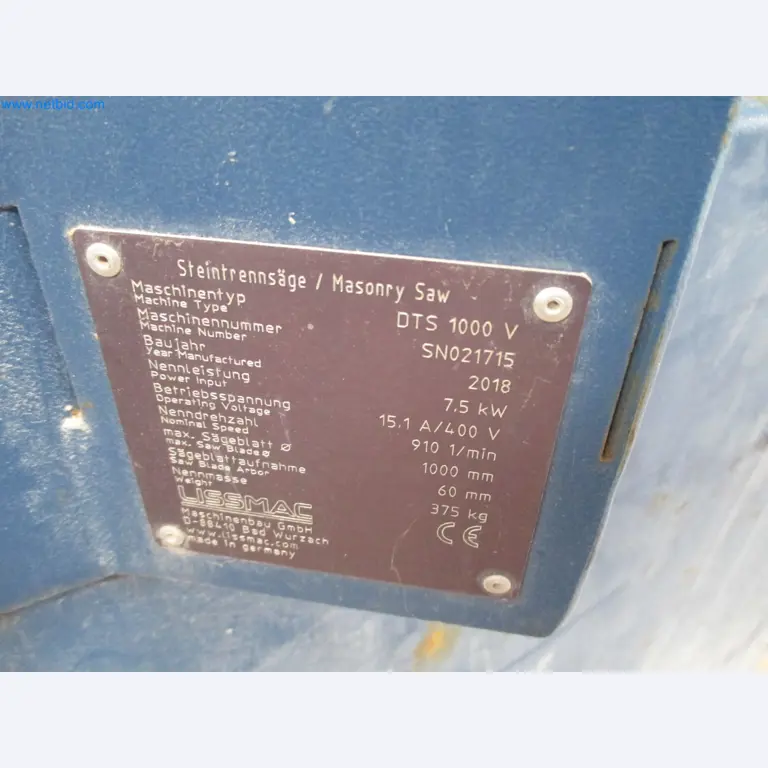 www.netbid.com
Steintrennsäge / Masonry Saw
Maschinentyp
Machine Type DTS 1000 V
Maschinennummer
Machine Number SN021715
Baujahr
Year Manufactured 2018
Nennleistung
Power Input 7.5 kW
Betriebsspannung
Operating Voltage 15.1 A/400 V
Nenndrehzahl
Nominal Speed 910 1/min
max. Sägeblatt ø
max. Saw Blade ø 1000 mm
Sägeblattaufnahme
Saw Blade Arbor 60 mm
Nennmasse
Weight 375 kg
LISSMAC CE
Maschinenbau GmbH
D-88410 Bad Wurzach
www.lissmac.com
made in germany